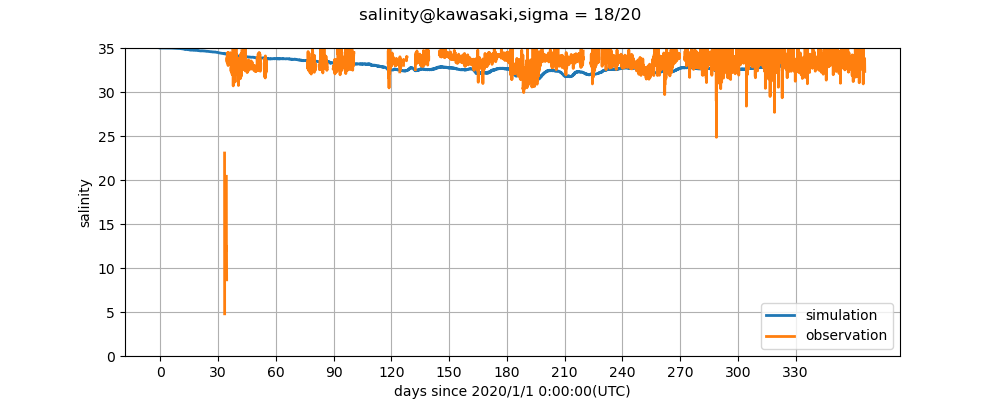 salinity@kawasaki,sigma = 18/20
35
30
25
20
15
10
5
0
salinity
0 30 60 90 120 150 180 210 240 270 300 330
days since 2020/1/1 0:00:00(UTC)
simulation
observation